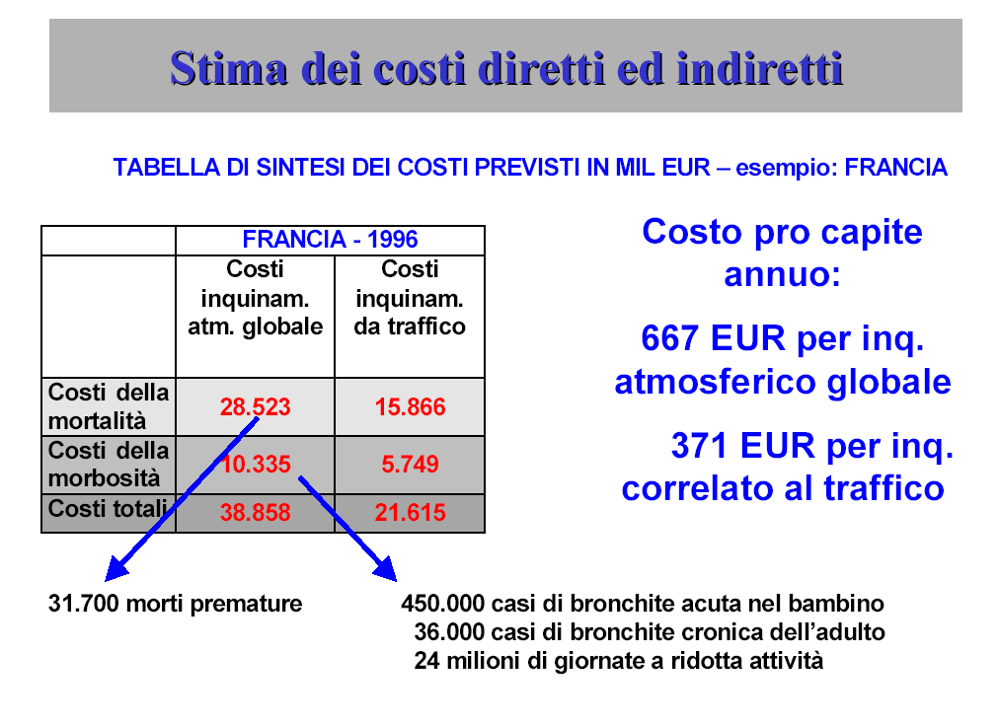 Stima dei costi diretti ed indiretti
TABELLA DI SINTESI DEI COSTI PREVISTI IN MIL EUR – esempio: FRANCIA
FRANCIA - 1996
Costi inquinam. atm. globale
Costi inquinam. da traffico
Costi della mortalità 28.523 15.866
Costi della morbosità 10.335 5.749
Costi totali 38.858 21.615
Costo pro capite
annuo:
667 EUR per inq.
atmosferico globale
371 EUR per inq.
correlato al traffico
31.700 morti premature
450.000 casi di bronchite acuta nel bambino
36.000 casi di bronchite cronica dell’adulto
24 milioni di giornate a ridotta attività